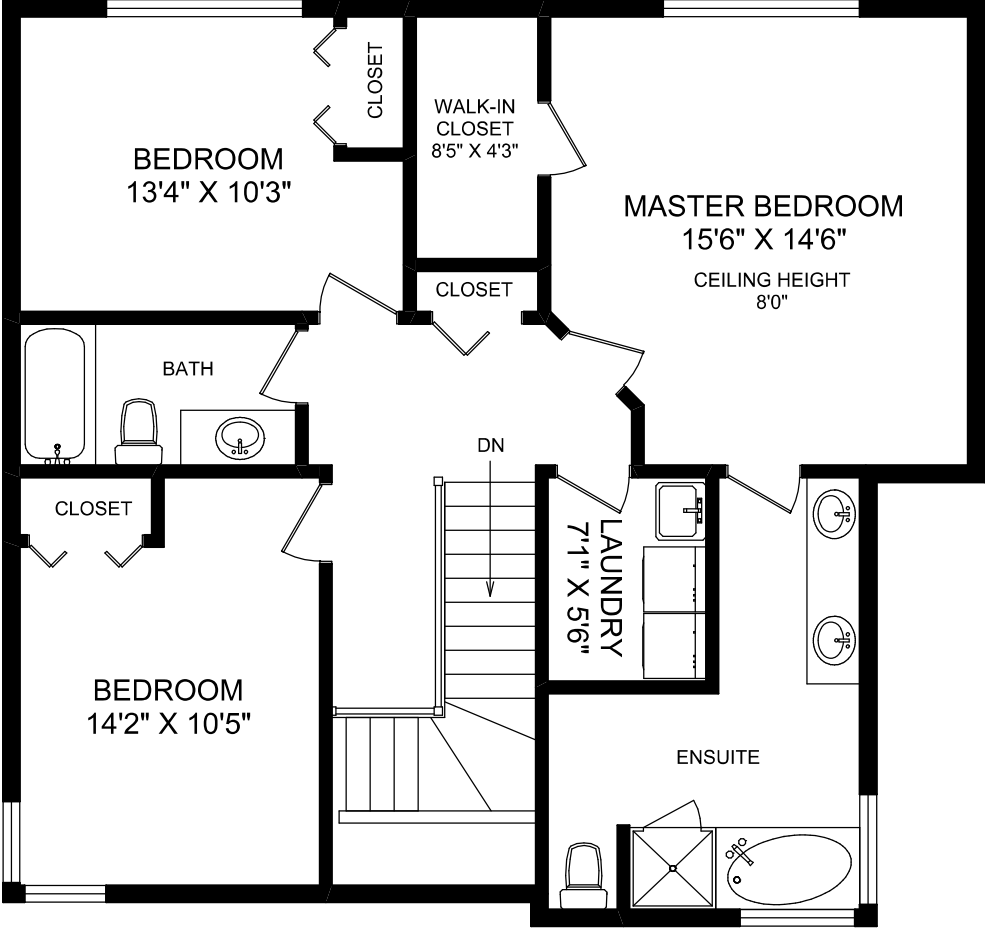 CLOSET
WALK-IN
CLOSET
8'5" X 4'3"
BEDROOM
13'4" X 10'3"
MASTER BEDROOM
15'6" X 14'6"
CEILING HEIGHT
8'0"
CLOSET
BATH
DN
CLOSET
LAUNDRY
7'1" X 5'6"
BEDROOM
14'2" X 10'5"
ENSUITE